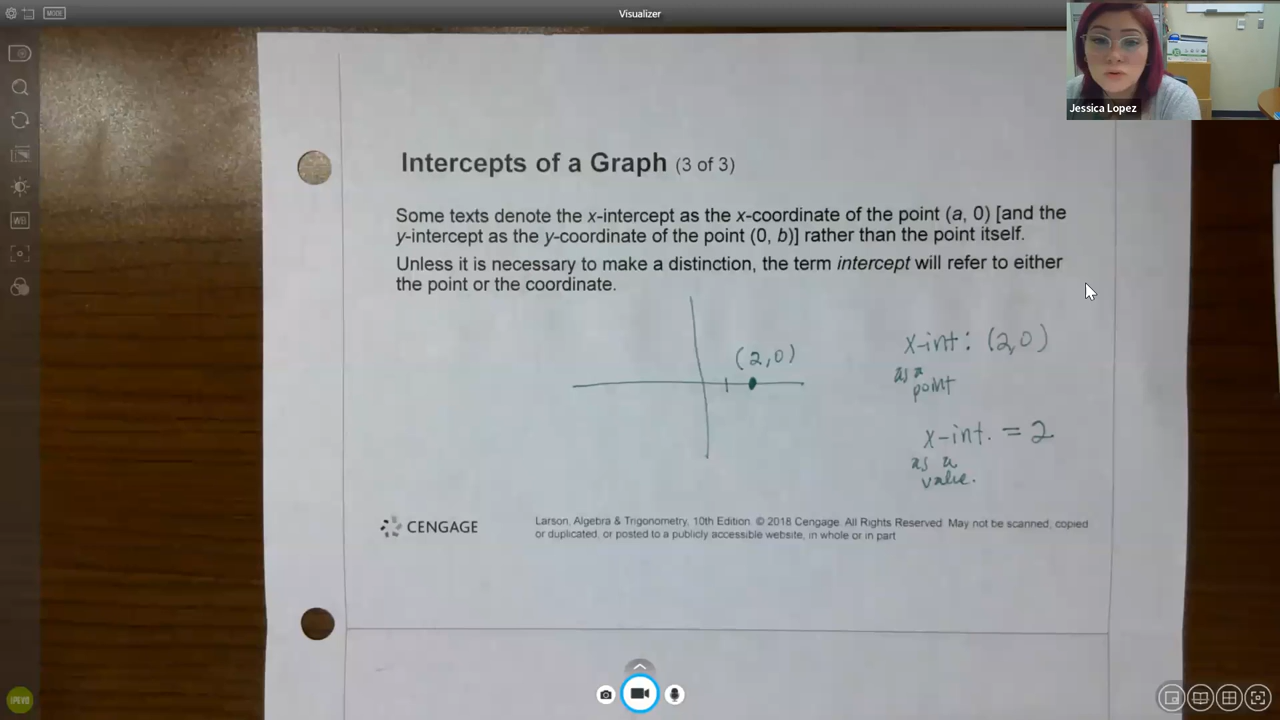 MODE
Visualizer
Jessica Lopez
WB
Intercepts of a Graph (3 of 3)
Some texts denote the x-intercept as the x-coordinate of the point (a, 0) [and the
y-intercept as the y-coordinate of the point (0, b)] rather than the point itself.
Unless it is necessary to make a distinction, the term intercept will refer to either
the point or the coordinate.
(2,0)
x-int: (2,0)
as a
point
x-int. = 2
as a
value.
CENGAGE
Larson, Algebra & Trigonometry, 10th Edition. © 2018 Cengage. All Rights Reserved. May not be scanned, copied
or duplicated, or posted to a publicly accessible website, in whole or in part
IPEVO